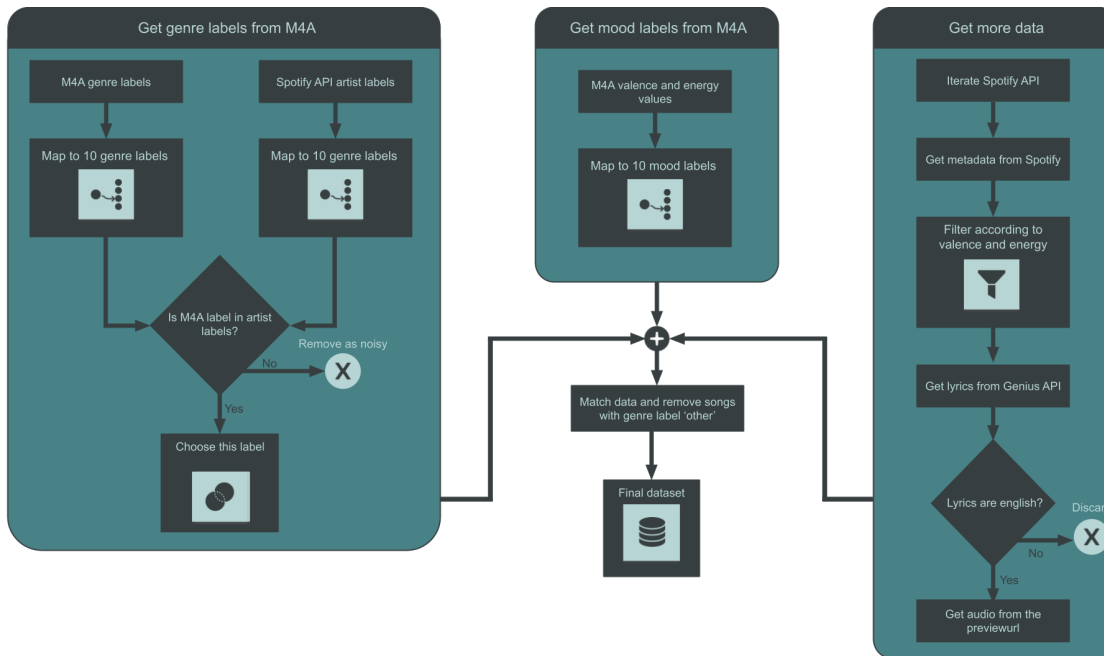 Get genre labels from M4A
M4A genre labels
Spotify API artist labels
Map to 10 genre labels
Map to 10 genre labels
Is M4A label in artist
labels?
Remove as noisy
No
X
Yes
Choose this label
Get mood labels from M4A
M4A valence and energy
values
Map to 10 mood labels
Match data and remove songs
with genre label ‘other’
Final dataset
Get more data
Iterate Spotify API
Get metadata from Spotify
Filter according to
valence and energy
Get lyrics from Genius API
Lyrics are english?
Discar
No
X
Yes
Get audio from the
previewurl